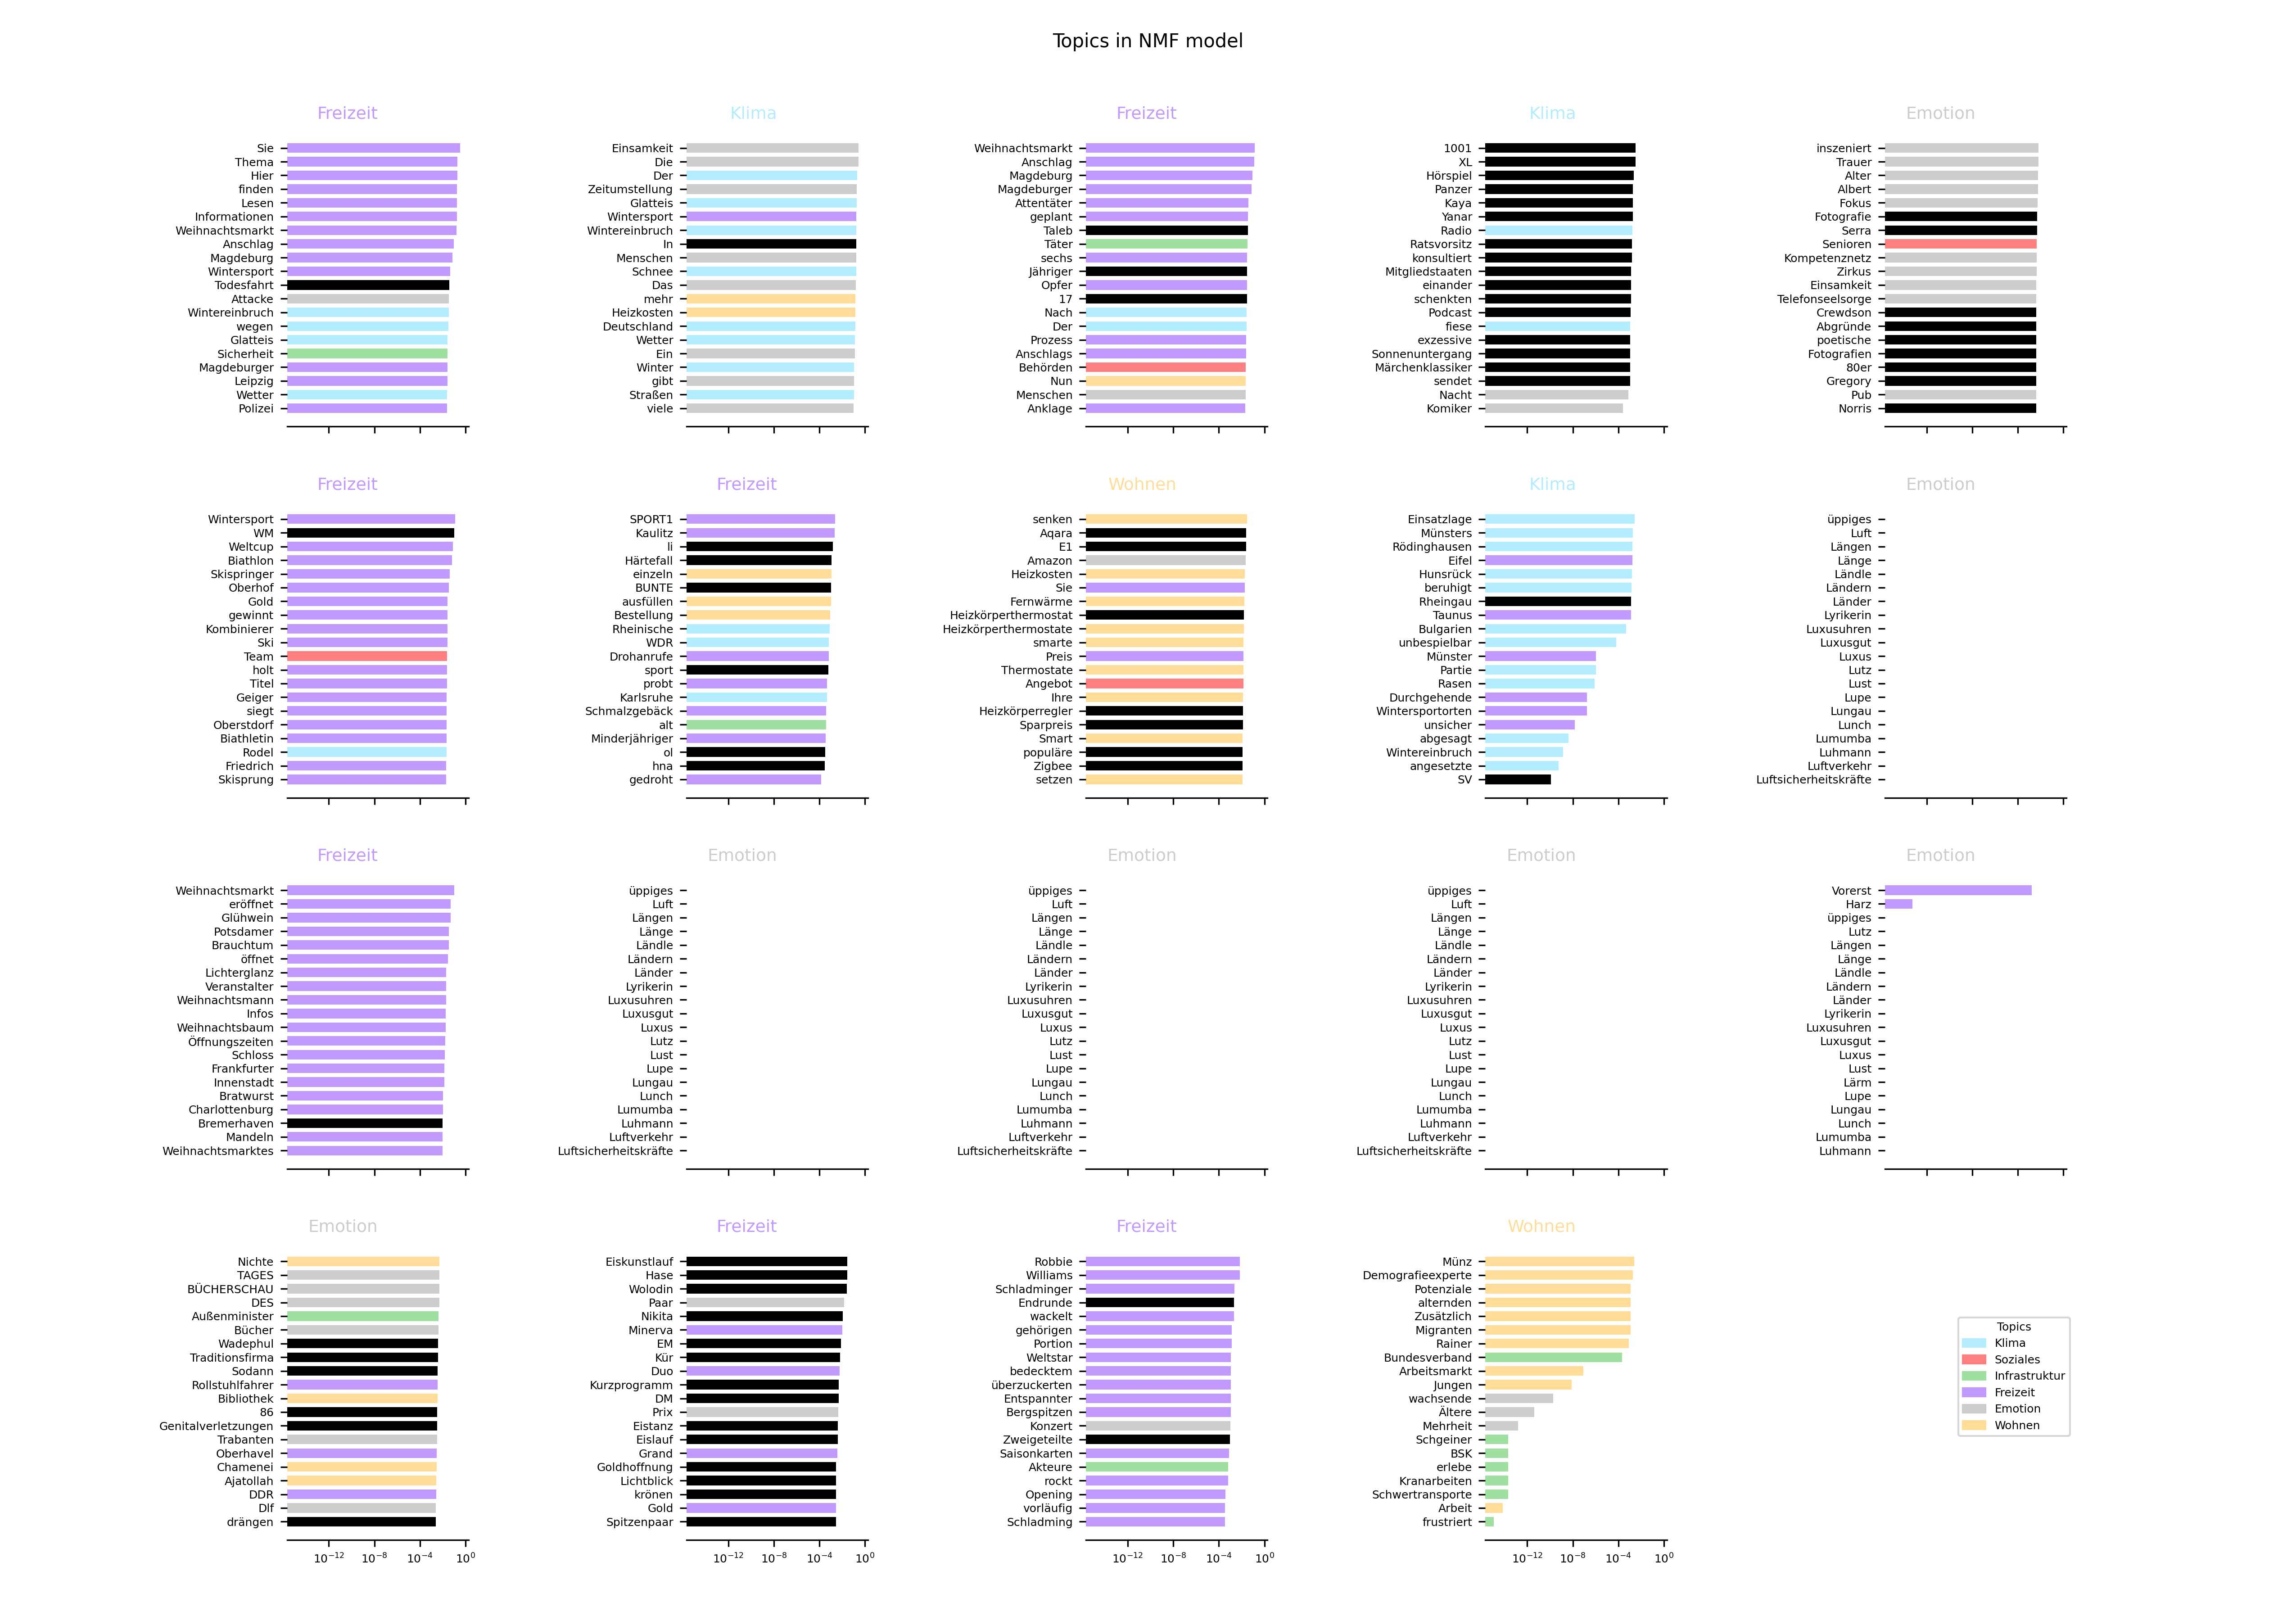 Topics in NMF model
Freizeit
Sie
Thema
Hier
finden
Lesen
Informationen
Weihnachtsmarkt
Anschlag
Magdeburg
Wintersport
Todesfahrt
Attacke
Wintereinbruch
wegen
Glatteis
Sicherheit
Magdeburger
Leipzig
Wetter
Polizei
Klima
Einsamkeit
Die
Der
Zeitumstellung
Glatteis
Wintersport
Wintereinbruch
In
Menschen
Schnee
Das
mehr
Heizkosten
Deutschland
Wetter
Ein
Winter
gibt
Straßen
viele
Freizeit
Weihnachtsmarkt
Anschlag
Magdeburg
Magdeburger
Attentäter
geplant
Taleb
Täter
sechs
Jähriger
Opfer
17
Nach
Der
Prozess
Anschlags
Behörden
Nun
Menschen
Anklage
Klima
1001
XL
Hörspiel
Panzer
Kaya
Yanar
Radio
Ratsvorsitz
konsultiert
Mitgliedstaaten
einander
schenkten
Podcast
fiese
exzessive
Sonnenuntergang
Märchenklassiker
sendet
Nacht
Komiker
Emotion
inszeniert
Trauer
Alter
Albert
Fokus
Fotografie
Serra
Senioren
Kompetenznetz
Zirkus
Einsamkeit
Telefonseelsorge
Crewdson
Abgründe
poetische
Fotografien
80er
Gregory
Pub
Norris
Freizeit
Wintersport
WM
Weltcup
Biathlon
Skispringer
Oberhof
Gold
gewinnt
Kombinierer
Ski
Team
holt
Titel
Geiger
siegt
Oberstdorf
Biathletin
Rodel
Friedrich
Skisprung
Freizeit
SPORT1
Kaulitz
li
Härtefall
einzeln
BUNTE
ausfüllen
Bestellung
Rheinische
WDR
Drohanrufe
sport
probt
Karlsruhe
Schmalzgebäck
alt
Minderjähriger
ol
hna
gedroht
Wohnen
senken
Aqara
E1
Amazon
Heizkosten
Sie
Fernwärme
Heizkörperthermostat
Heizkörperthermostate
smarte
Preis
Thermostate
Angebot
Ihre
Heizkörperregler
Sparpreis
Smart
populäre
Zigbee
setzen
Klima
Einsatzlage
Münsters
Rödinghausen
Eifel
Hunsrück
beruhigt
Rheingau
Taunus
Bulgarien
unbespielbar
Münster
Partie
Rasen
Durchgehende
Wintersportorten
unsicher
abgesagt
Wintereinbruch
angesetzte
SV
Emotion
üppiges
Luft
Längen
Länge
Ländle
Ländern
Länder
Lyrikerin
Luxusuhren
Luxusgut
Luxus
Lutz
Lust
Lupe
Lungau
Lunch
Lumumba
Luhmann
Luftverkehr
Luftsicherheitskräfte
Freizeit
Weihnachtsmarkt
eröffnet
Glühwein
Potsdamer
Brauchtum
öffnet
Lichterglanz
Veranstalter
Weihnachtsmann
Infos
Weihnachtsbaum
Öffnungszeiten
Schloss
Frankfurter
Innenstadt
Bratwurst
Charlottenburg
Bremerhaven
Mandeln
Weihnachtsmarktes
Emotion
üppiges
Luft
Längen
Länge
Ländle
Ländern
Länder
Lyrikerin
Luxusuhren
Luxusgut
Luxus
Lutz
Lust
Lupe
Lungau
Lunch
Lumumba
Luhmann
Luftverkehr
Luftsicherheitskräfte
Emotion
üppiges
Luft
Längen
Länge
Ländle
Ländern
Länder
Lyrikerin
Luxusuhren
Luxusgut
Luxus
Lutz
Lust
Lupe
Lungau
Lunch
Lumumba
Luhmann
Luftverkehr
Luftsicherheitskräfte
Emotion
üppiges
Luft
Längen
Länge
Ländle
Ländern
Länder
Lyrikerin
Luxusuhren
Luxusgut
Luxus
Lutz
Lust
Lupe
Lungau
Lunch
Lumumba
Luhmann
Luftverkehr
Luftsicherheitskräfte
Emotion
Vorerst
Harz
üppiges
Lutz
Längen
Länge
Ländle
Ländern
Länder
Lyrikerin
Luxusuhren
Luxusgut
Luxus
Lust
Lärm
Lupe
Lungau
Lunch
Lumumba
Luhmann
Emotion
Nichte
TAGES
BÜCHERSCHAU
DES
Außenminister
Bücher
Wadephul
Traditionsfirma
Sodann
Rollstuhlfahrer
Bibliothek
86
Genitalverletzungen
Trabanten
Oberhavel
Chamenei
Ajatollah
DDR
Dlf
drängen
10⁻¹² 10⁻⁸ 10⁻⁴ 10⁰
Freizeit
Eiskunstlauf
Hase
Wolodin
Paar
Nikita
Minerva
EM
Kür
Duo
Kurzprogramm
DM
Prix
Eistanz
Eislauf
Grand
Goldhoffnung
Lichtblick
krönen
Gold
Spitzenpaar
10⁻¹² 10⁻⁸ 10⁻⁴ 10⁰
Freizeit
Robbie
Williams
Schladminger
Endrunde
wackelt
gehörigen
Portion
Weltstar
bedecktem
überzuckerten
Entspannter
Bergspitzen
Konzert
Zweigeteilte
Saisonkarten
Akteure
rockt
Opening
vorläufig
Schladming
10⁻¹² 10⁻⁸ 10⁻⁴ 10⁰
Wohnen
Münz
Demografieexperte
Potenziale
alternden
Zusätzlich
Migranten
Rainer
Bundesverband
Arbeitsmarkt
Jungen
wachsende
Ältere
Mehrheit
Schgeiner
BSK
erlebe
Kranarbeiten
Schwertransporte
Arbeit
frustriert
10⁻¹² 10⁻⁸ 10⁻⁴ 10⁰
Topics
Klima
Soziales
Infrastruktur
Freizeit
Emotion
Wohnen